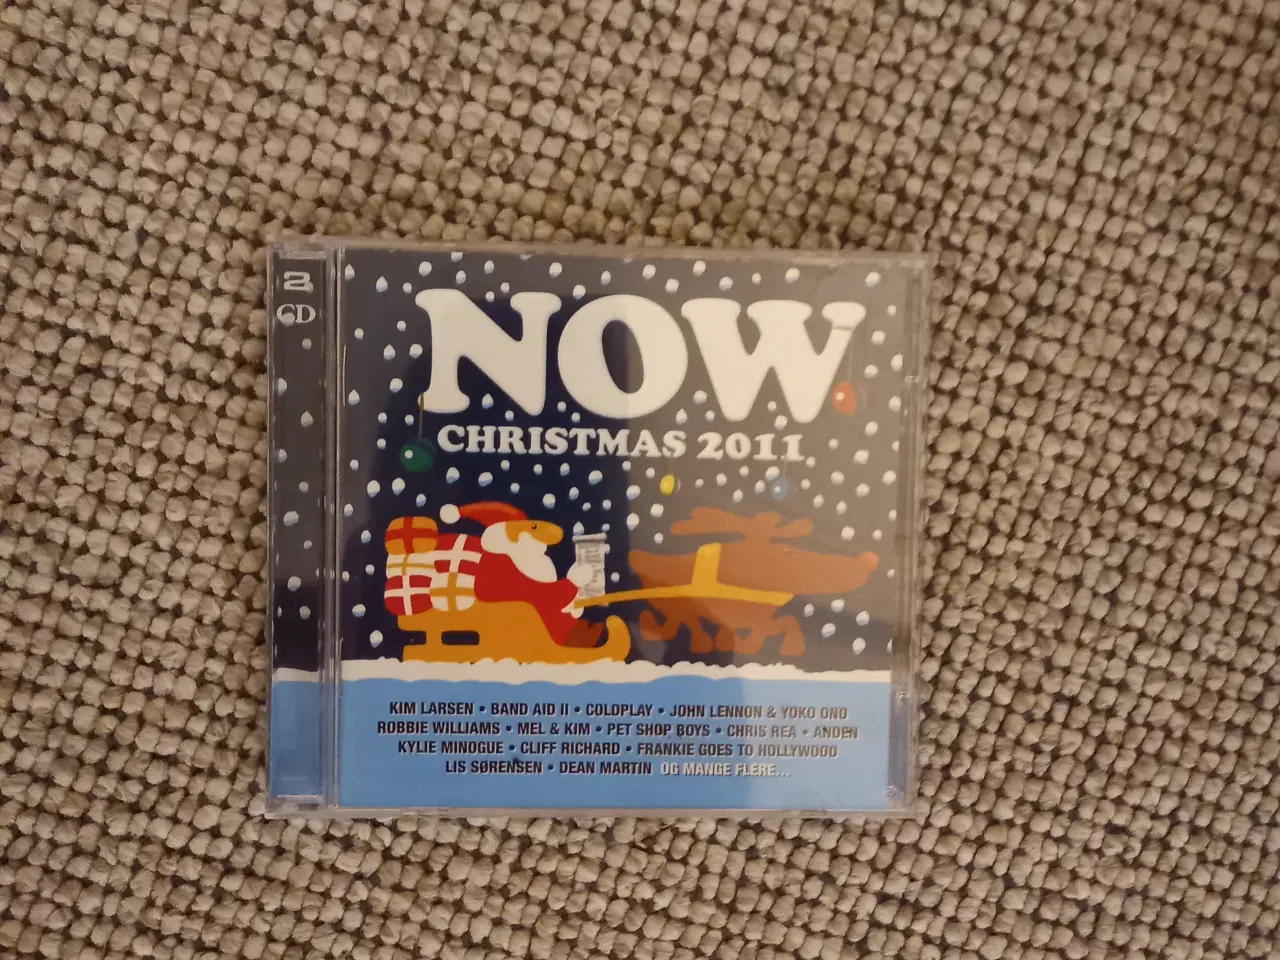 2
CD
NOW
CHRISTMAS 2011
KIM LARSEN • BAND AID II • COLDPLAY • JOHN LENNON & YOKO ONO
ROBBIE WILLIAMS • MEL & KIM • PET SHOP BOYS • CHRIS REA • ANDEN
KYLIE MINOGUE • CLIFF RICHARD • FRANKIE GOES TO HOLLYWOOD
LIS SØRENSEN • DEAN MARTIN OG MANGE FLERE...